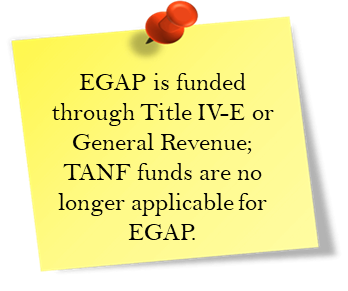 EGAP is funded
through Title IV-E or
General Revenue;
TANF funds are no
longer applicable for
EGAP.